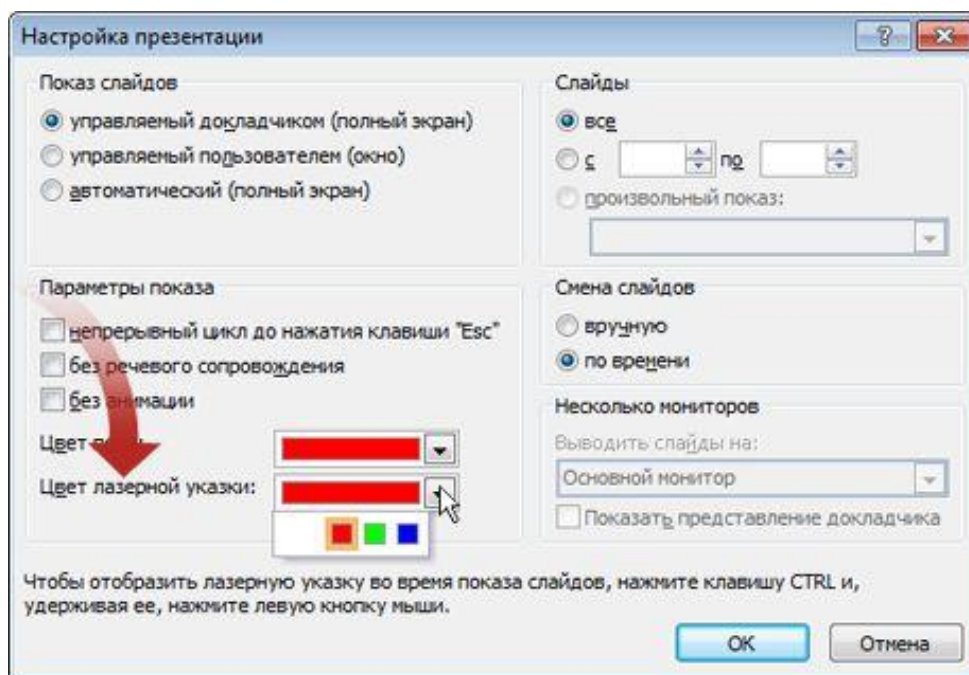 Настройка презентации
Показ слайдов
управляемый докладчиком (полный экран)
управляемый пользователем (окно)
автоматический (полный экран)
Слайды
все
с по
произвольный показ:
Параметры показа
непрерывный цикл до нажатия клавиши "Esc"
без речевого сопровождения
без анимации
Цвет
Цвет лазерной указки:
Смена слайдов
вручную
по времени
Несколько мониторов
Выводить слайды на:
Основной монитор
Показать представление докладчика
Чтобы отобразить лазерную указку во время показа слайдов, нажмите клавишу CTRL и,
удерживая ее, нажмите левую кнопку мыши.
ОК
Отмена